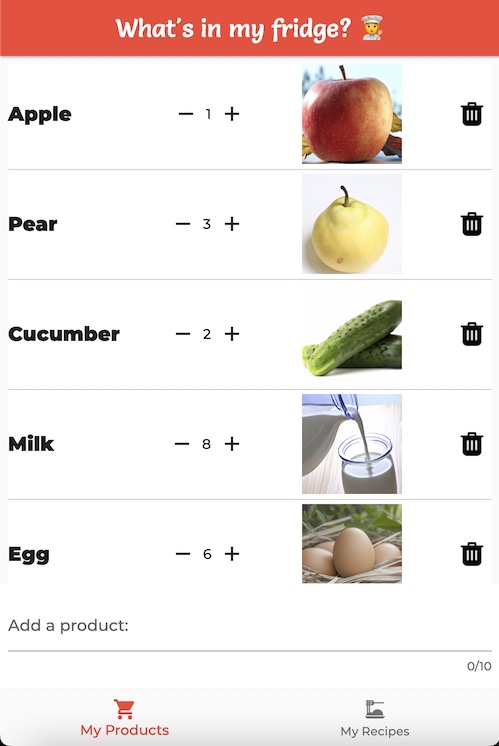 What's in my fridge? 👩‍🍳
Apple − 1 +
Pear − 3 +
Cucumber − 2 +
Milk − 8 +
Egg − 6 +
Add a product:
0/10
My Products My Recipes